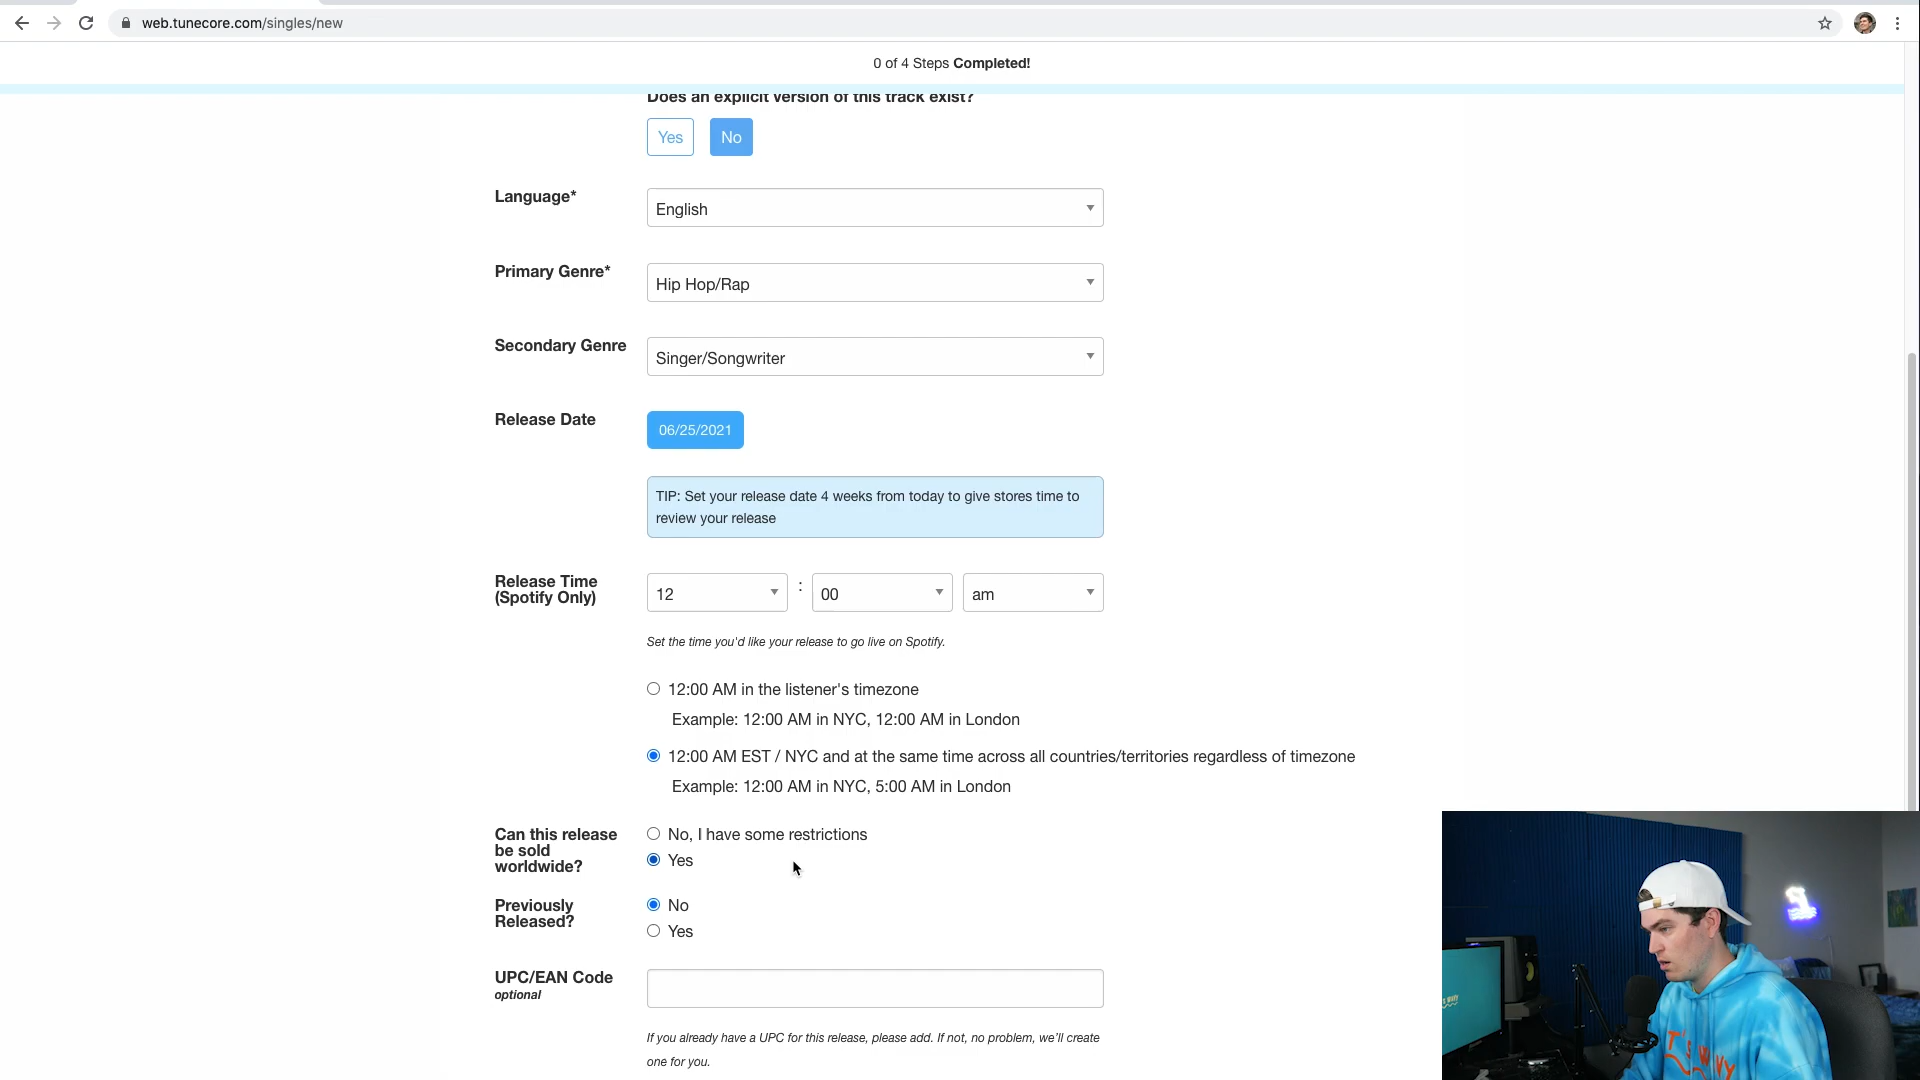 web.tunecore.com/singles/new
0 of 4 Steps Completed!
Does an explicit version of this track exist?
Yes No
Language*
English
Primary Genre*
Hip Hop/Rap
Secondary Genre
Singer/Songwriter
Release Date
06/25/2021
TIP: Set your release date 4 weeks from today to give stores time to
review your release
Release Time
(Spotify Only)
12 : 00 am
Set the time you'd like your release to go live on Spotify.
12:00 AM in the listener's timezone
Example: 12:00 AM in NYC, 12:00 AM in London
12:00 AM EST / NYC and at the same time across all countries/territories regardless of timezone
Example: 12:00 AM in NYC, 5:00 AM in London
Can this release
be sold
worldwide?
No, I have some restrictions
Yes
Previously
Released?
No
Yes
UPC/EAN Code
optional
If you already have a UPC for this release, please add. If not, no problem, we'll create
one for you.